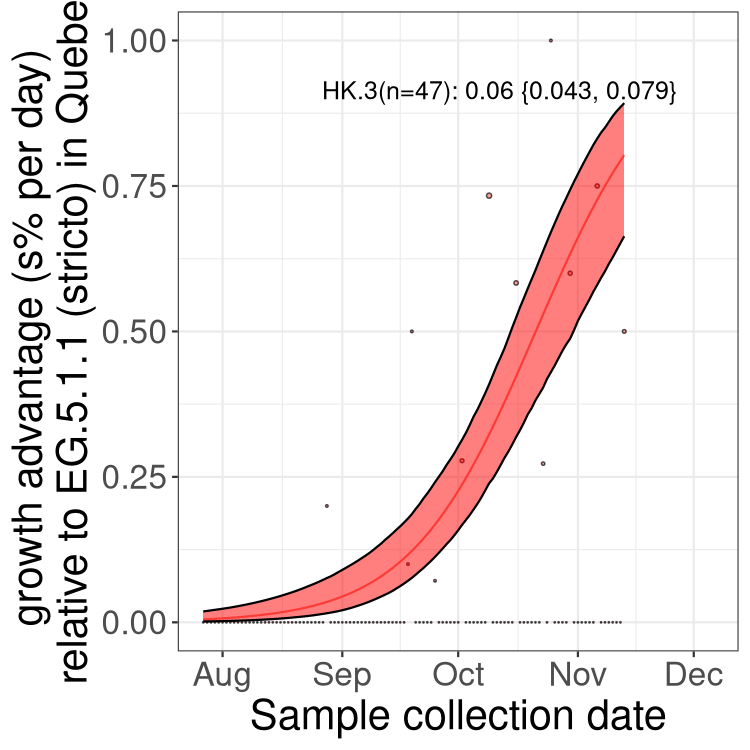 growth advantage (s% per day)
relative to EG.5.1.1 (stricto) in Quebe
1.00
0.75
0.50
0.25
0.00
HK.3(n=47): 0.06 {0.043, 0.079}
Aug Sep Oct Nov Dec
Sample collection date